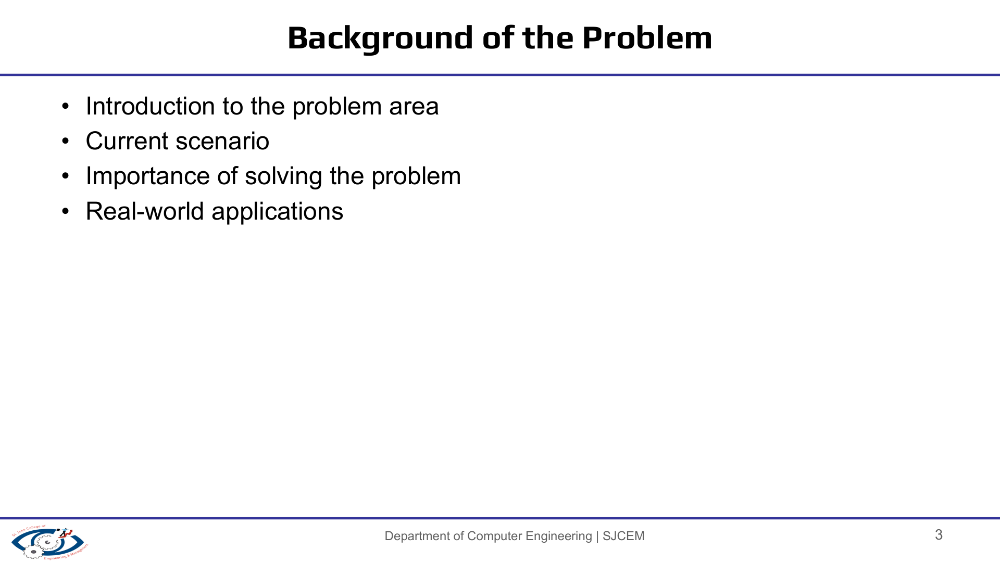 Background of the Problem
• Introduction to the problem area
• Current scenario
• Importance of solving the problem
• Real-world applications
St. John College of
Engineering & Management
Department of Computer Engineering | SJCEM
3